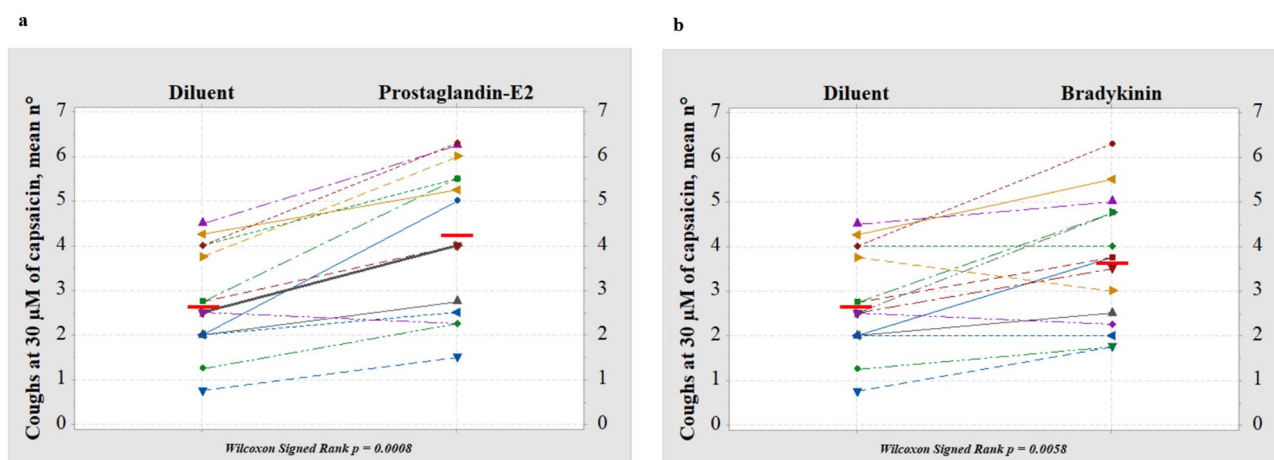 a
Diluent Prostaglandin-E2
Coughs at 30 µM of capsaicin, mean n°
7 7
6 6
5 5
4 4
3 3
2 2
1 1
0 0
Wilcoxon Signed Rank p = 0.0008
b
Diluent Bradykinin
Coughs at 30 µM of capsaicin, mean n°
7 7
6 6
5 5
4 4
3 3
2 2
1 1
0 0
Wilcoxon Signed Rank p = 0.0058